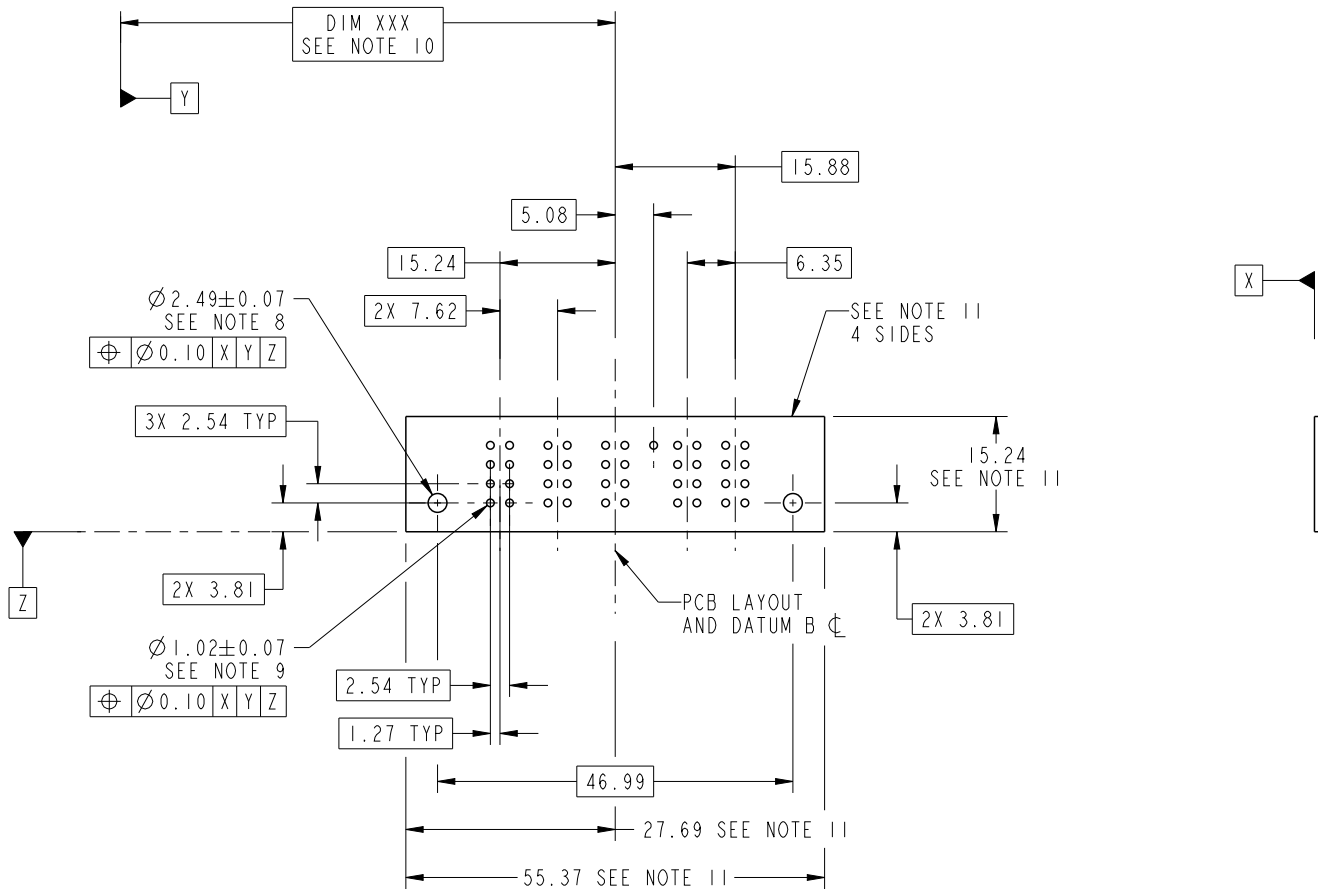 DIM XXX
SEE NOTE 10
Y
15.88
5.08
15.24
6.35
X
Ø2.49±0.07
SEE NOTE 8
2X 7.62
SEE NOTE 11
4 SIDES
⌖ Ø0.10 X Y Z
3X 2.54 TYP
15.24
SEE NOTE 11
2X 3.81
Z
PCB LAYOUT
AND DATUM B ℄
2X 3.81
Ø1.02±0.07
SEE NOTE 9
⌖ Ø0.10 X Y Z
2.54 TYP
1.27 TYP
46.99
27.69 SEE NOTE 11
55.37 SEE NOTE 11